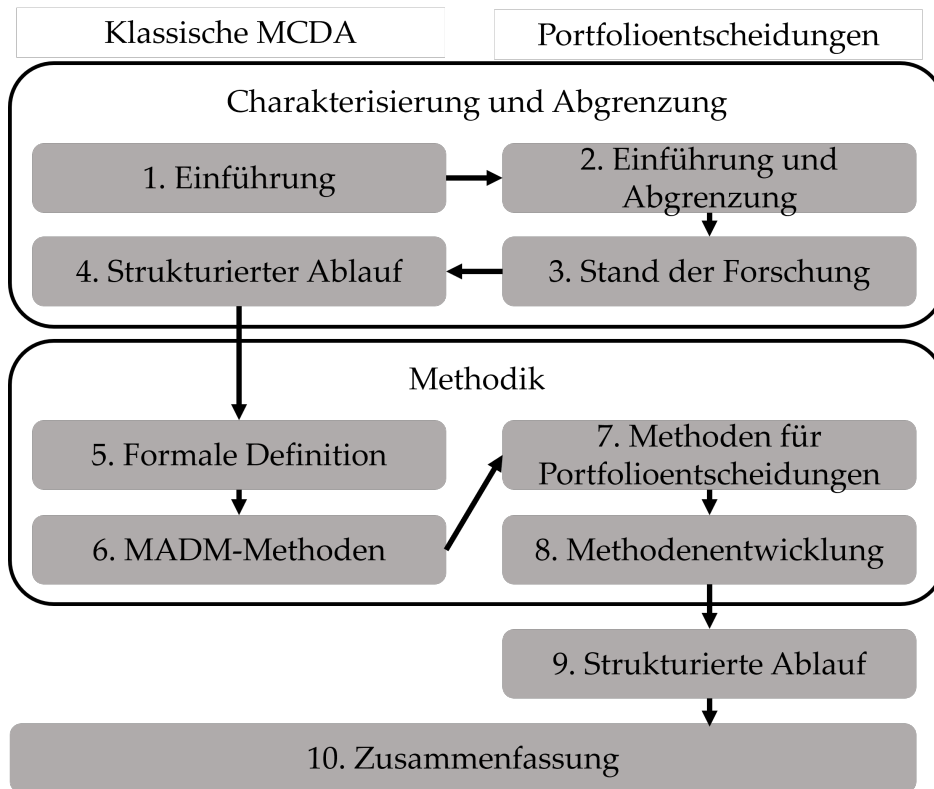 Klassische MCDA
Portfolioentscheidungen
Charakterisierung und Abgrenzung
1. Einführung
2. Einführung und
Abgrenzung
4. Strukturierter Ablauf
3. Stand der Forschung
Methodik
5. Formale Definition
7. Methoden für
Portfolioentscheidungen
6. MADM-Methoden
8. Methodenentwicklung
9. Strukturierte Ablauf
10. Zusammenfassung